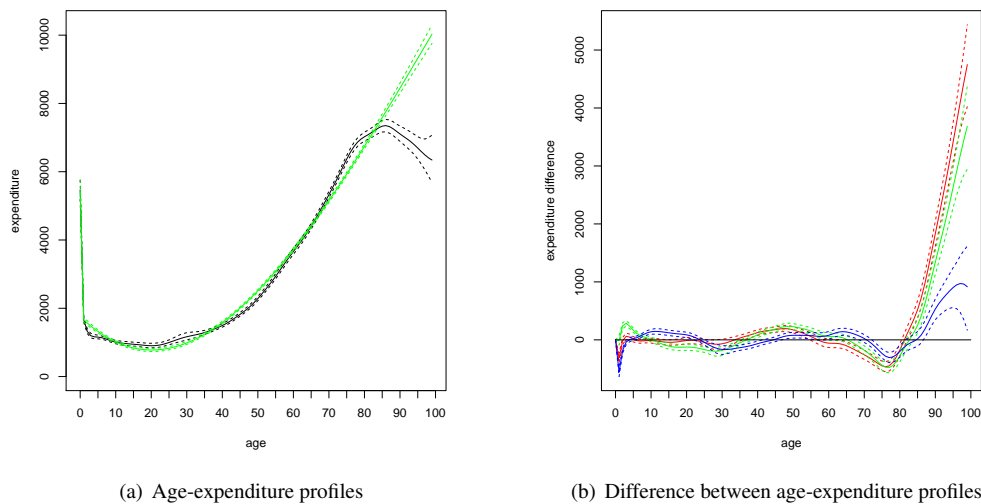 10000
8000
6000
4000
2000
0
expenditure
0 10 20 30 40 50 60 70 80 90 100
age
(a) Age-expenditure profiles
5000
4000
3000
2000
1000
0
expenditure difference
0 10 20 30 40 50 60 70 80 90 100
age
(b) Difference between age-expenditure profiles